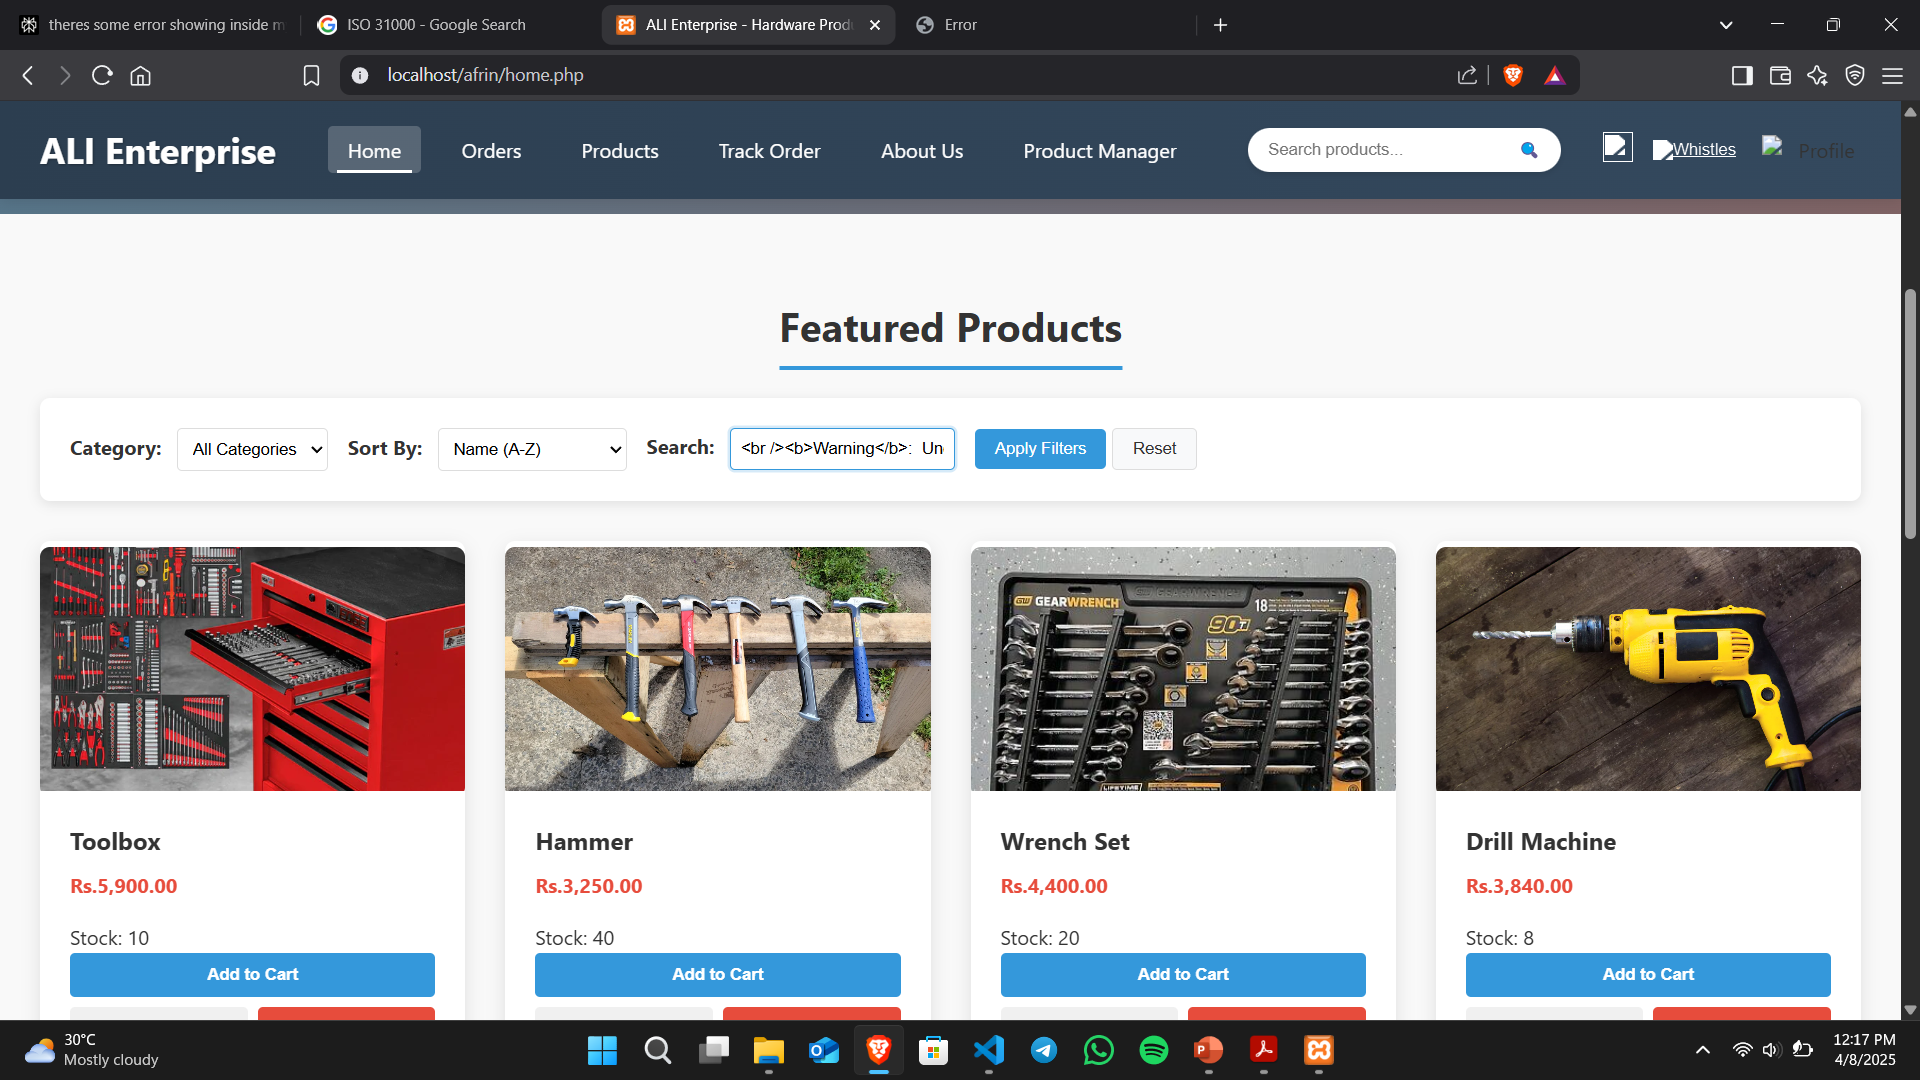 theres some error showing inside m
ISO 31000 - Google Search
ALI Enterprise - Hardware Produ
Error
localhost/afrin/home.php
ALI Enterprise
Home
Orders
Products
Track Order
About Us
Product Manager
Search products...
Whistles
Profile
Featured Products
Category:
All Categories
Sort By:
Name (A-Z)
Search:
<br /><b>Warning</b>:  Un
Apply Filters
Reset
GEARWRENCH
18
90
LIFETIME
Toolbox
Hammer
Wrench Set
Drill Machine
Rs.5,900.00
Rs.3,250.00
Rs.4,400.00
Rs.3,840.00
Stock: 10
Stock: 40
Stock: 20
Stock: 8
Add to Cart
Add to Cart
Add to Cart
Add to Cart
30°C
Mostly cloudy
12:17 PM
4/8/2025